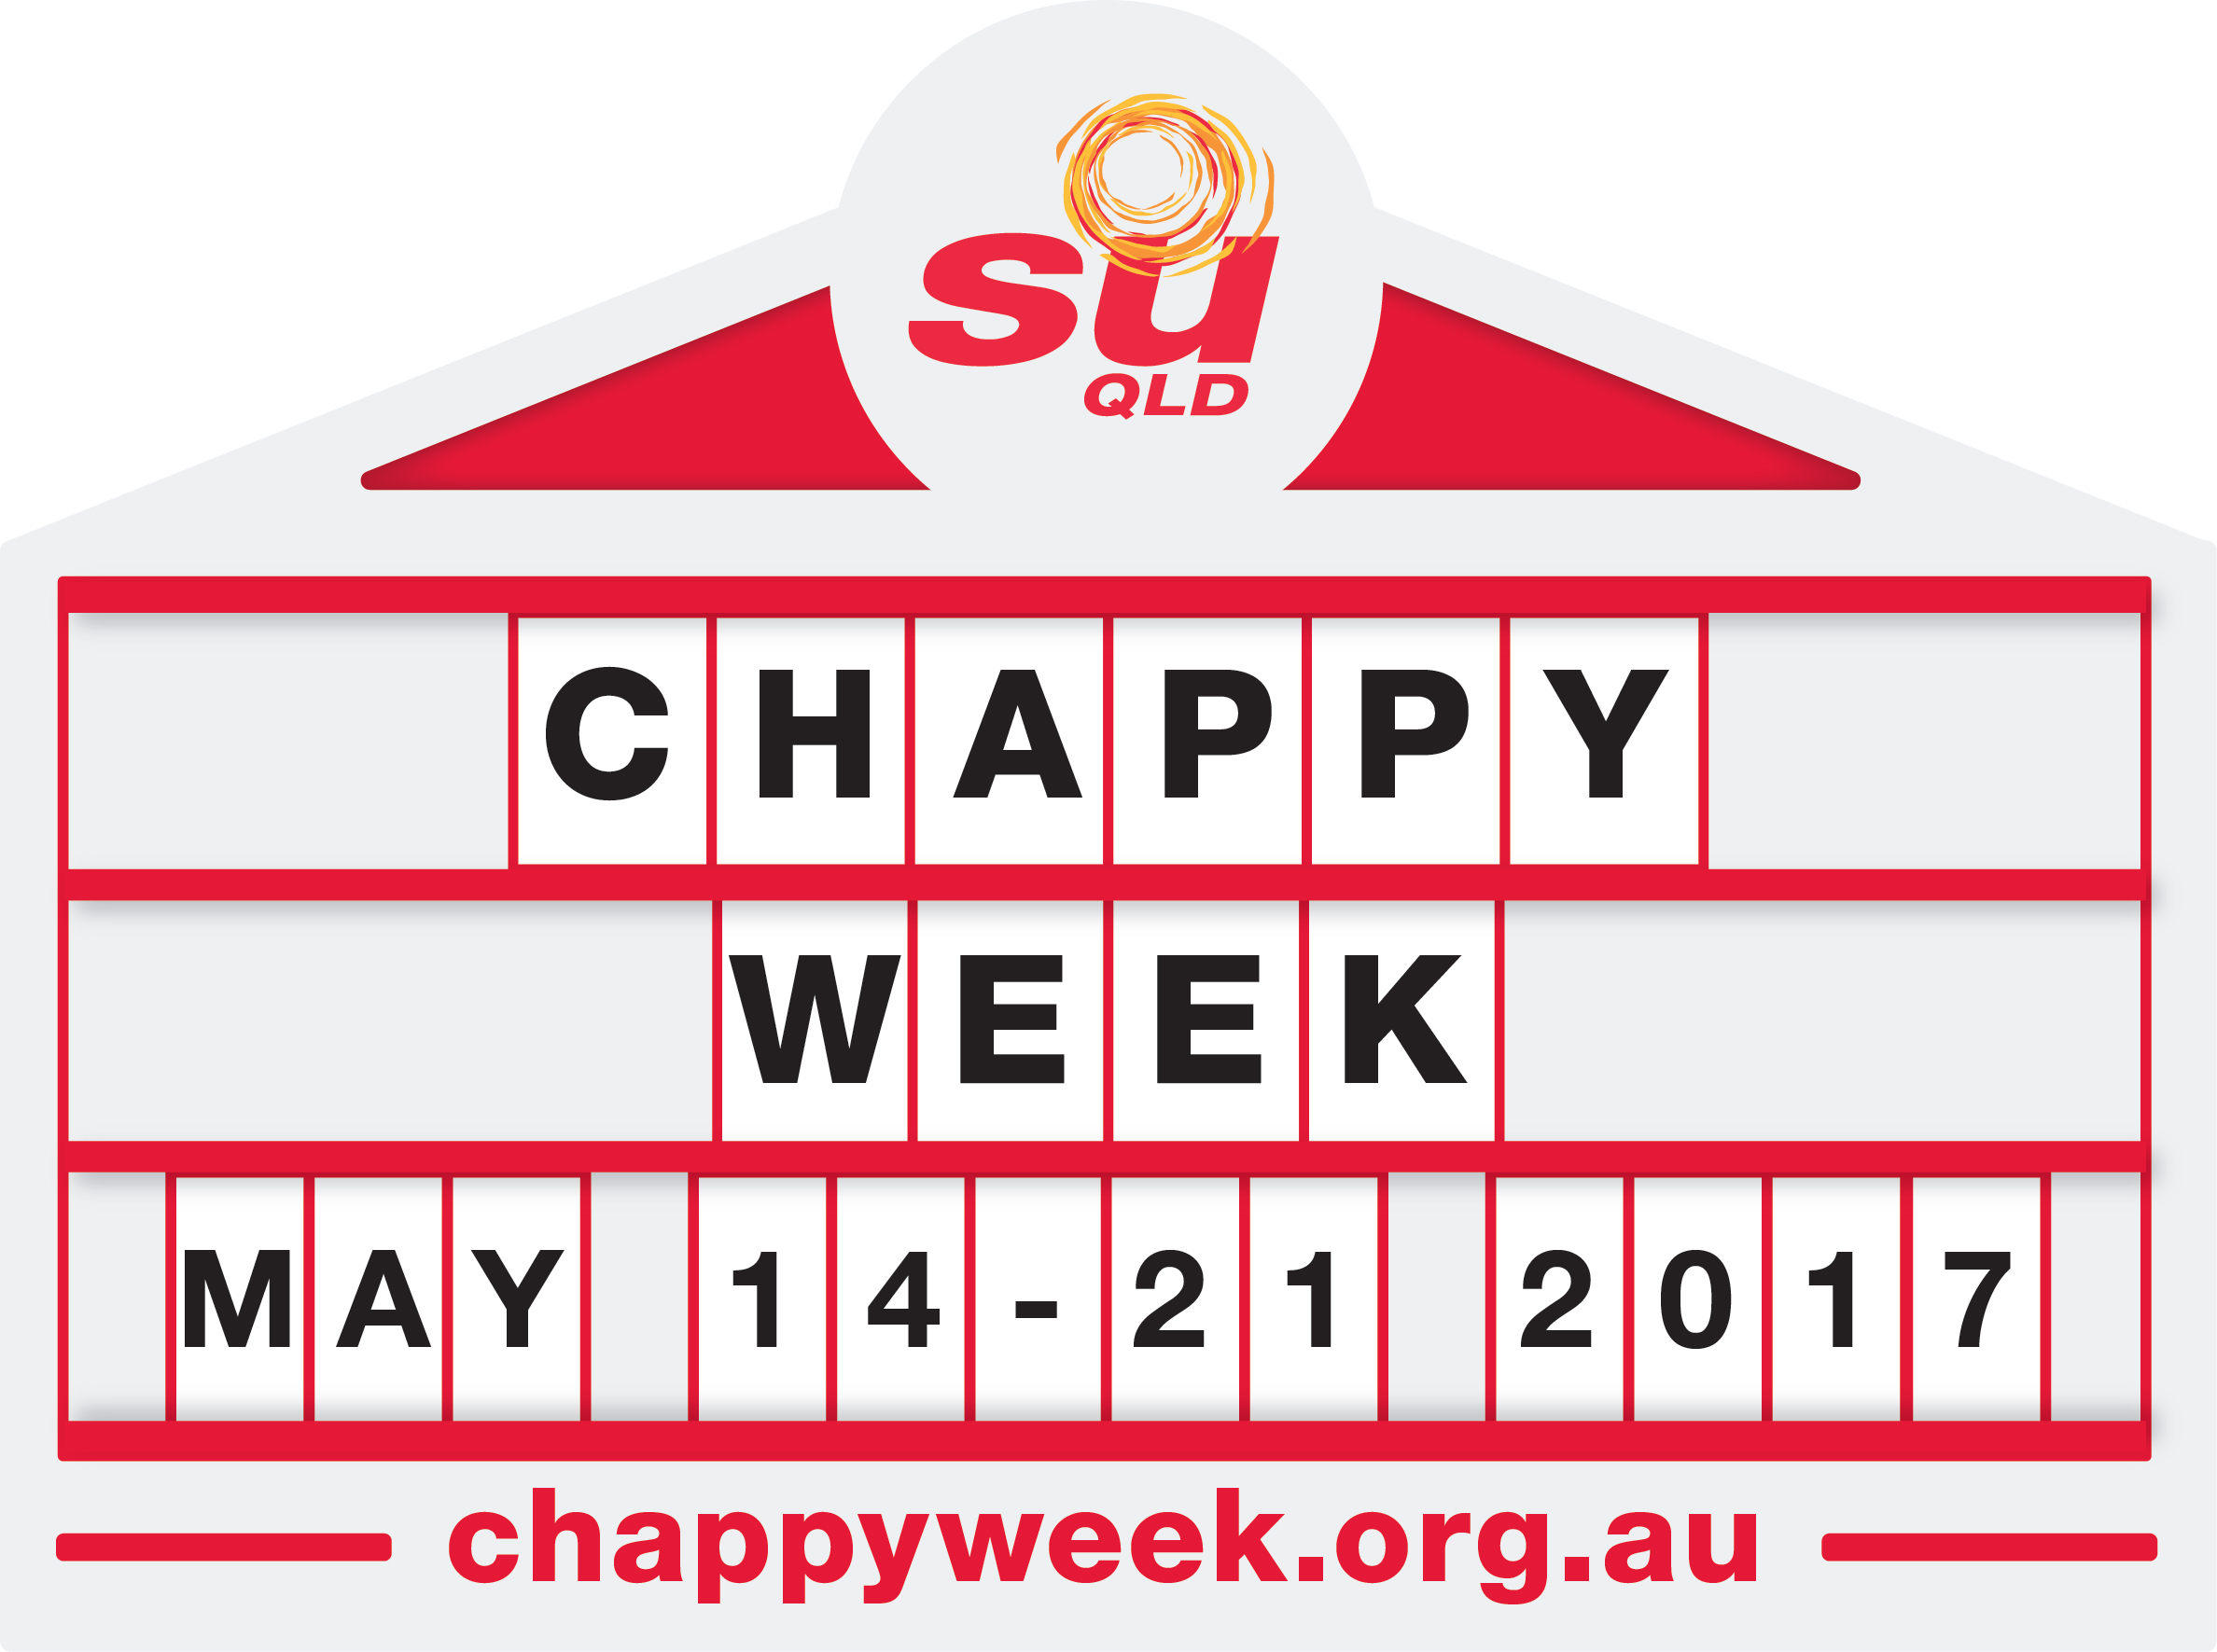 su
QLD
CHAPPY
WEEK
MAY 14-21 2017
chappyweek.org.au